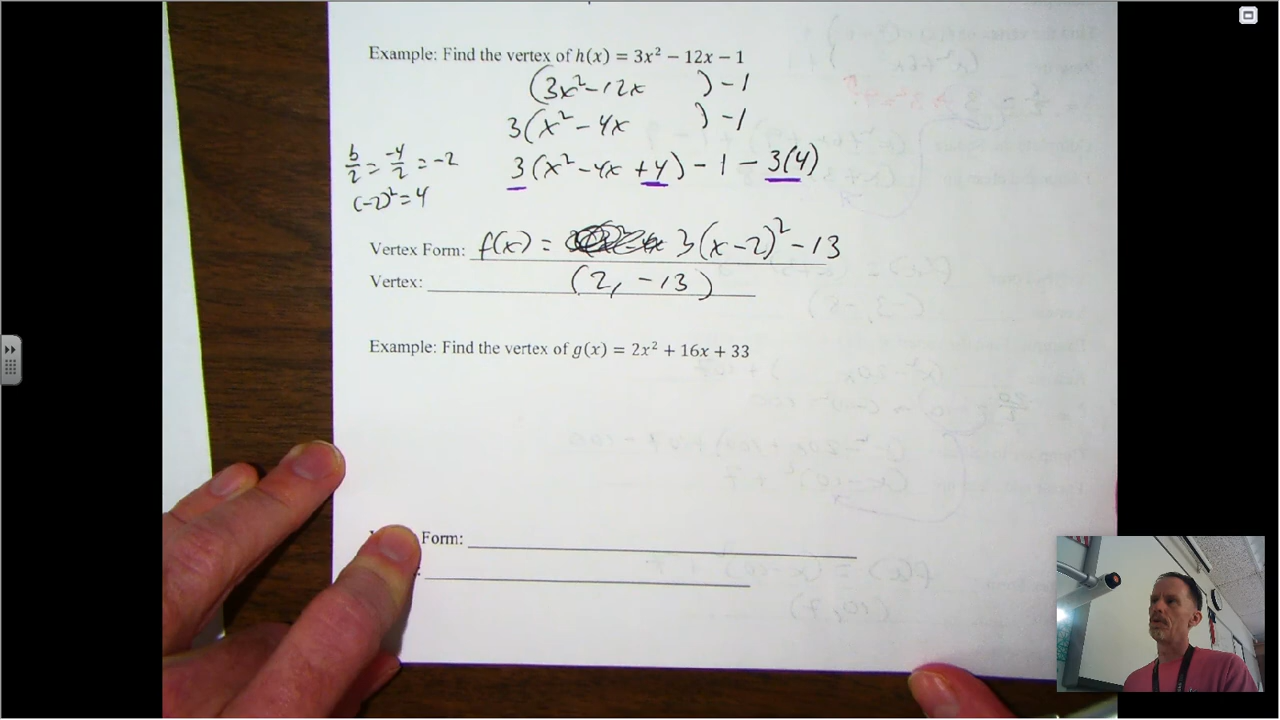 Example: Find the vertex of h(x) = 3x² − 12x − 1
(3x² − 12x ) − 1
3(x² − 4x ) − 1
b/2 = -4/2 = -2
(-2)² = 4
3(x² − 4x + 4) − 1 − 3(4)
Vertex Form: f(x) = 3(x − 2)² − 13
Vertex: (2, −13)
Example: Find the vertex of g(x) = 2x² + 16x + 33
Form:
: